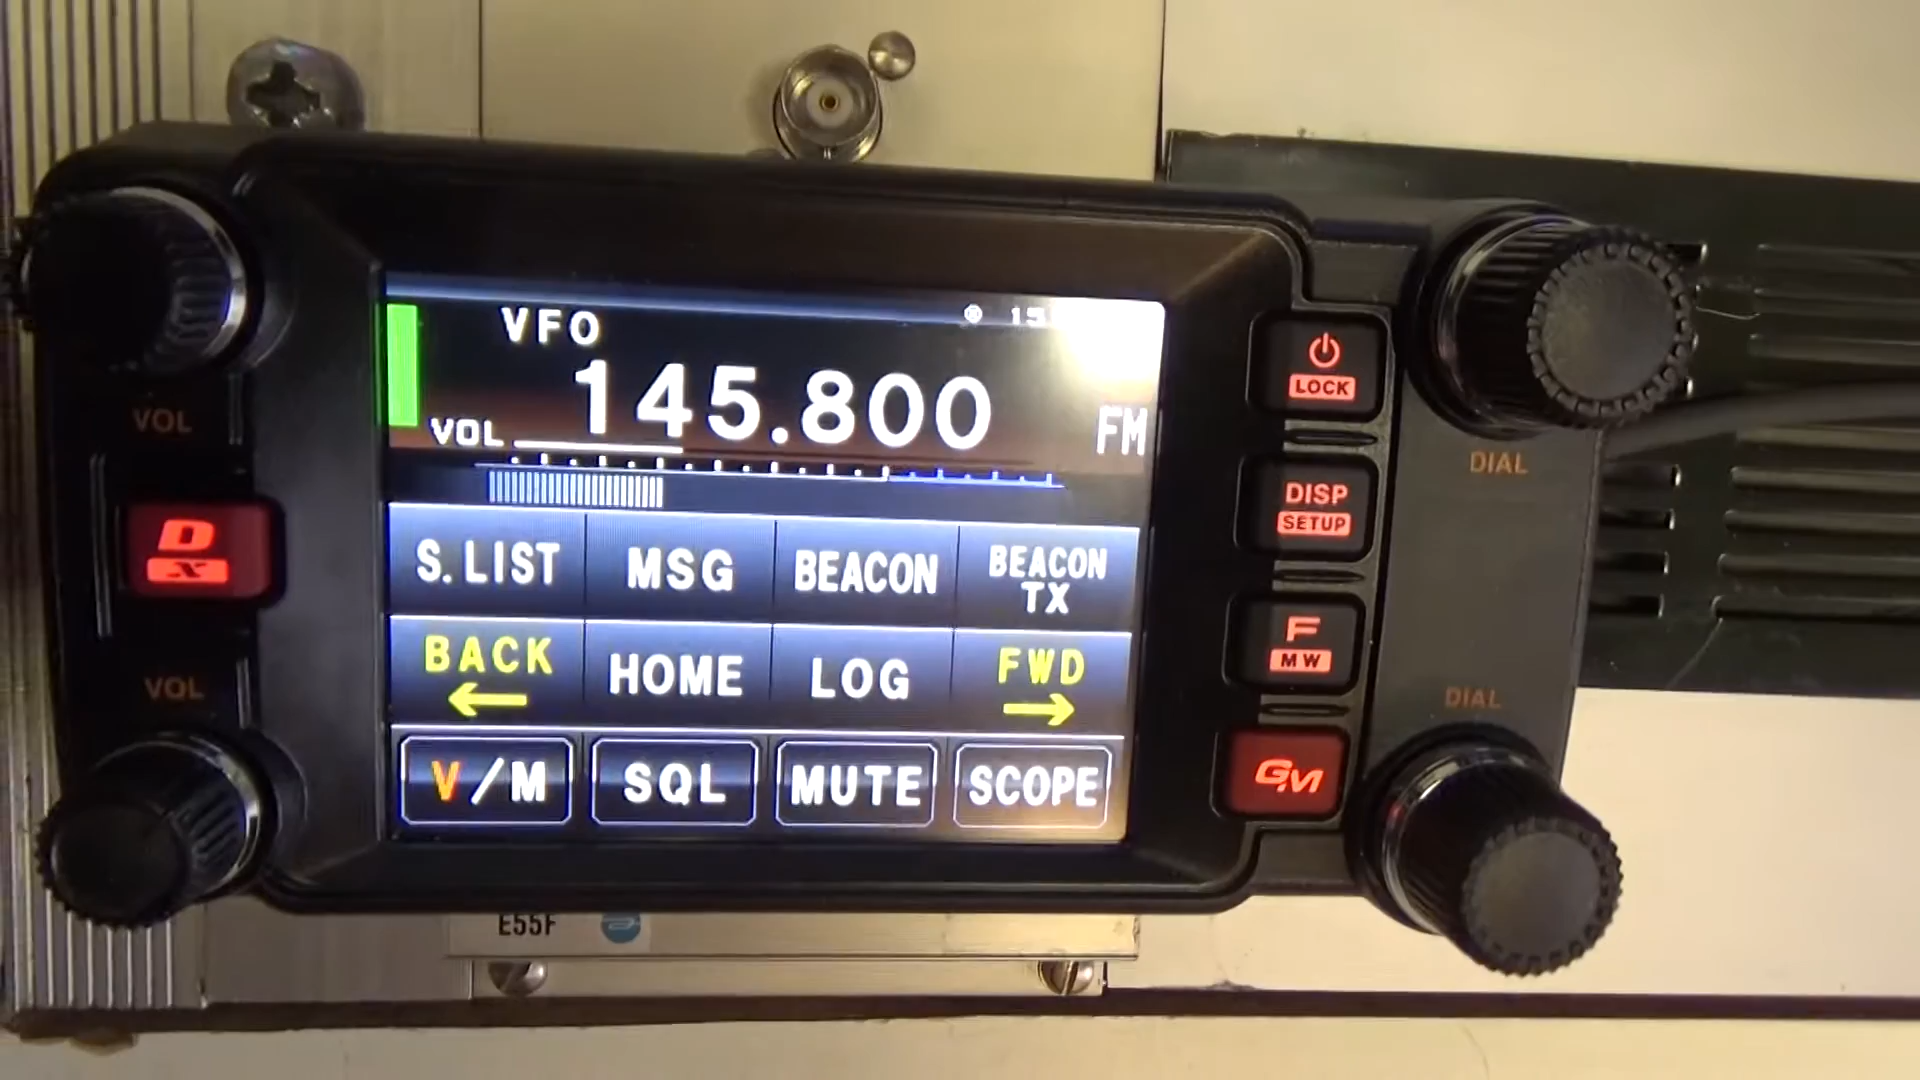 VFO
145.800
VOL
FM
S.LIST
MSG
BEACON
BEACON
TX
BACK
HOME
LOG
FWD
V/M
SQL
MUTE
SCOPE
VOL
D
X
VOL
LOCK
DISP
SETUP
F
MW
GM
DIAL
DIAL
E55F